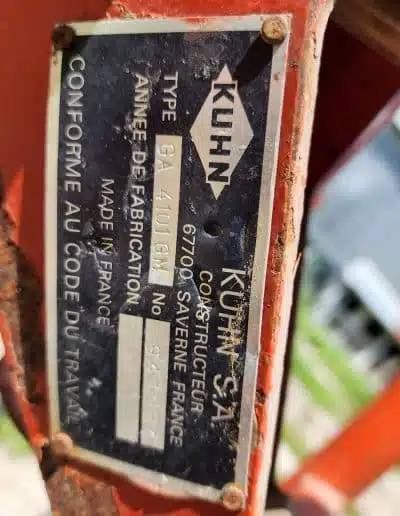 KUHN
KUHN S.A
CONSTRUCTEUR
67700 SAVERNE FRANCE
TYPE GA 4101 GM No
ANNÉE DE FABRICATION
MADE IN FRANCE
CONFORME AU CODE DU TRAVAIL